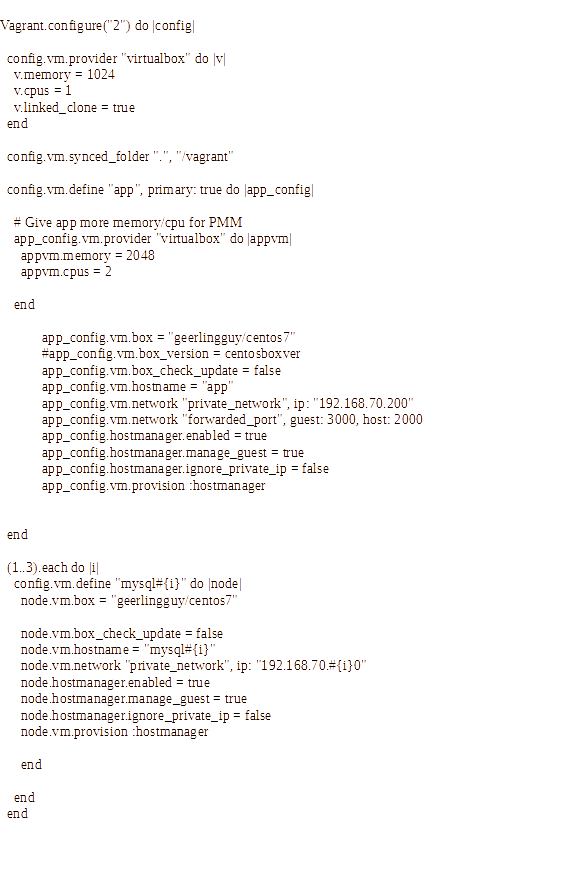 Vagrant.configure("2") do |config|
config.vm.provider "virtualbox" do |v|
v.memory = 1024
v.cpus = 1
v.linked_clone = true
end
config.vm.synced_folder ".", "/vagrant"
config.vm.define "app", primary: true do |app_config|
# Give app more memory/cpu for PMM
app_config.vm.provider "virtualbox" do |appvm|
appvm.memory = 2048
appvm.cpus = 2
end
app_config.vm.box = "geerlingguy/centos7"
#app_config.vm.box_version = centosboxver
app_config.vm.box_check_update = false
app_config.vm.hostname = "app"
app_config.vm.network "private_network", ip: "192.168.70.200"
app_config.vm.network "forwarded_port", guest: 3000, host: 2000
app_config.hostmanager.enabled = true
app_config.hostmanager.manage_guest = true
app_config.hostmanager.ignore_private_ip = false
app_config.vm.provision :hostmanager
end
(1..3).each do |i|
config.vm.define "mysql#{i}" do |node|
node.vm.box = "geerlingguy/centos7"
node.vm.box_check_update = false
node.vm.hostname = "mysql#{i}"
node.vm.network "private_network", ip: "192.168.70.#{i}0"
node.hostmanager.enabled = true
node.hostmanager.manage_guest = true
node.hostmanager.ignore_private_ip = false
node.vm.provision :hostmanager
end
end
end